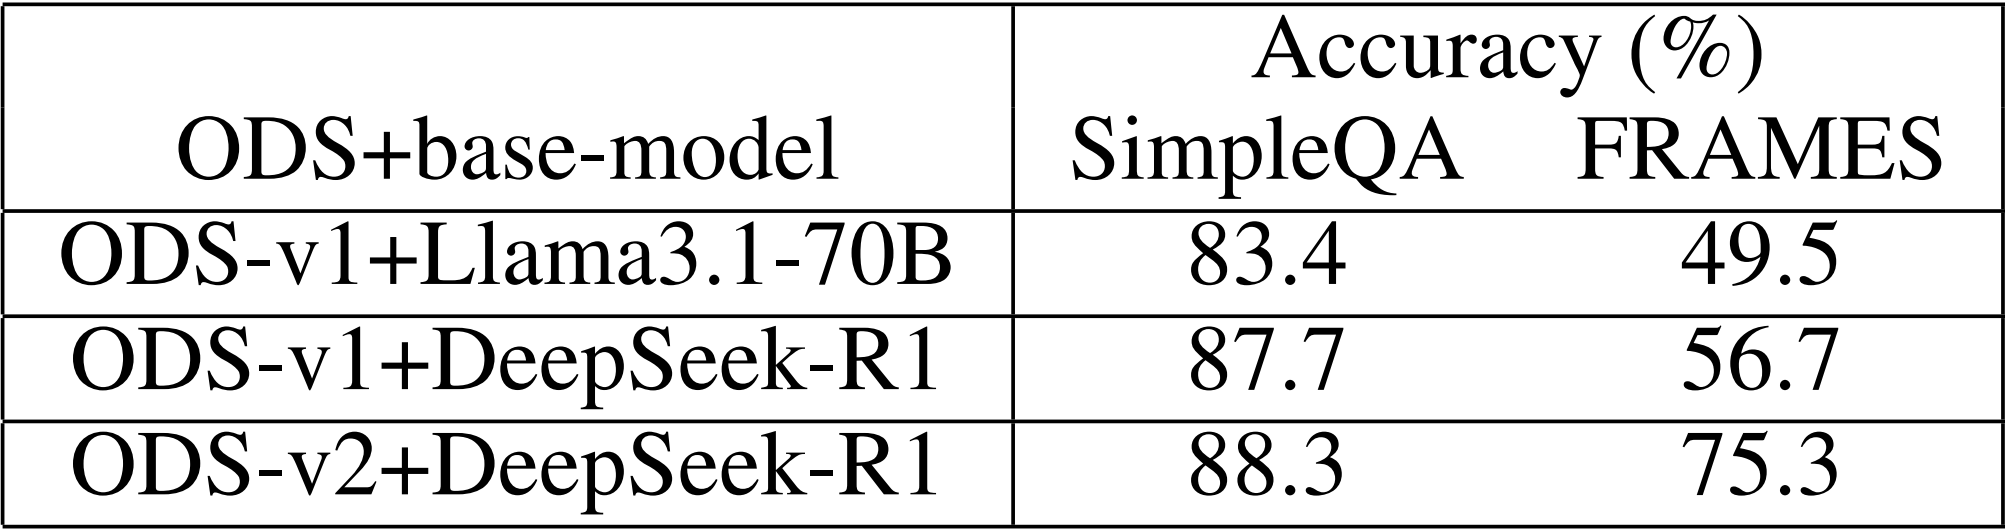 Accuracy (%)
ODS+base-model SimpleQA FRAMES
ODS-v1+Llama3.1-70B 83.4 49.5
ODS-v1+DeepSeek-R1 87.7 56.7
ODS-v2+DeepSeek-R1 88.3 75.3